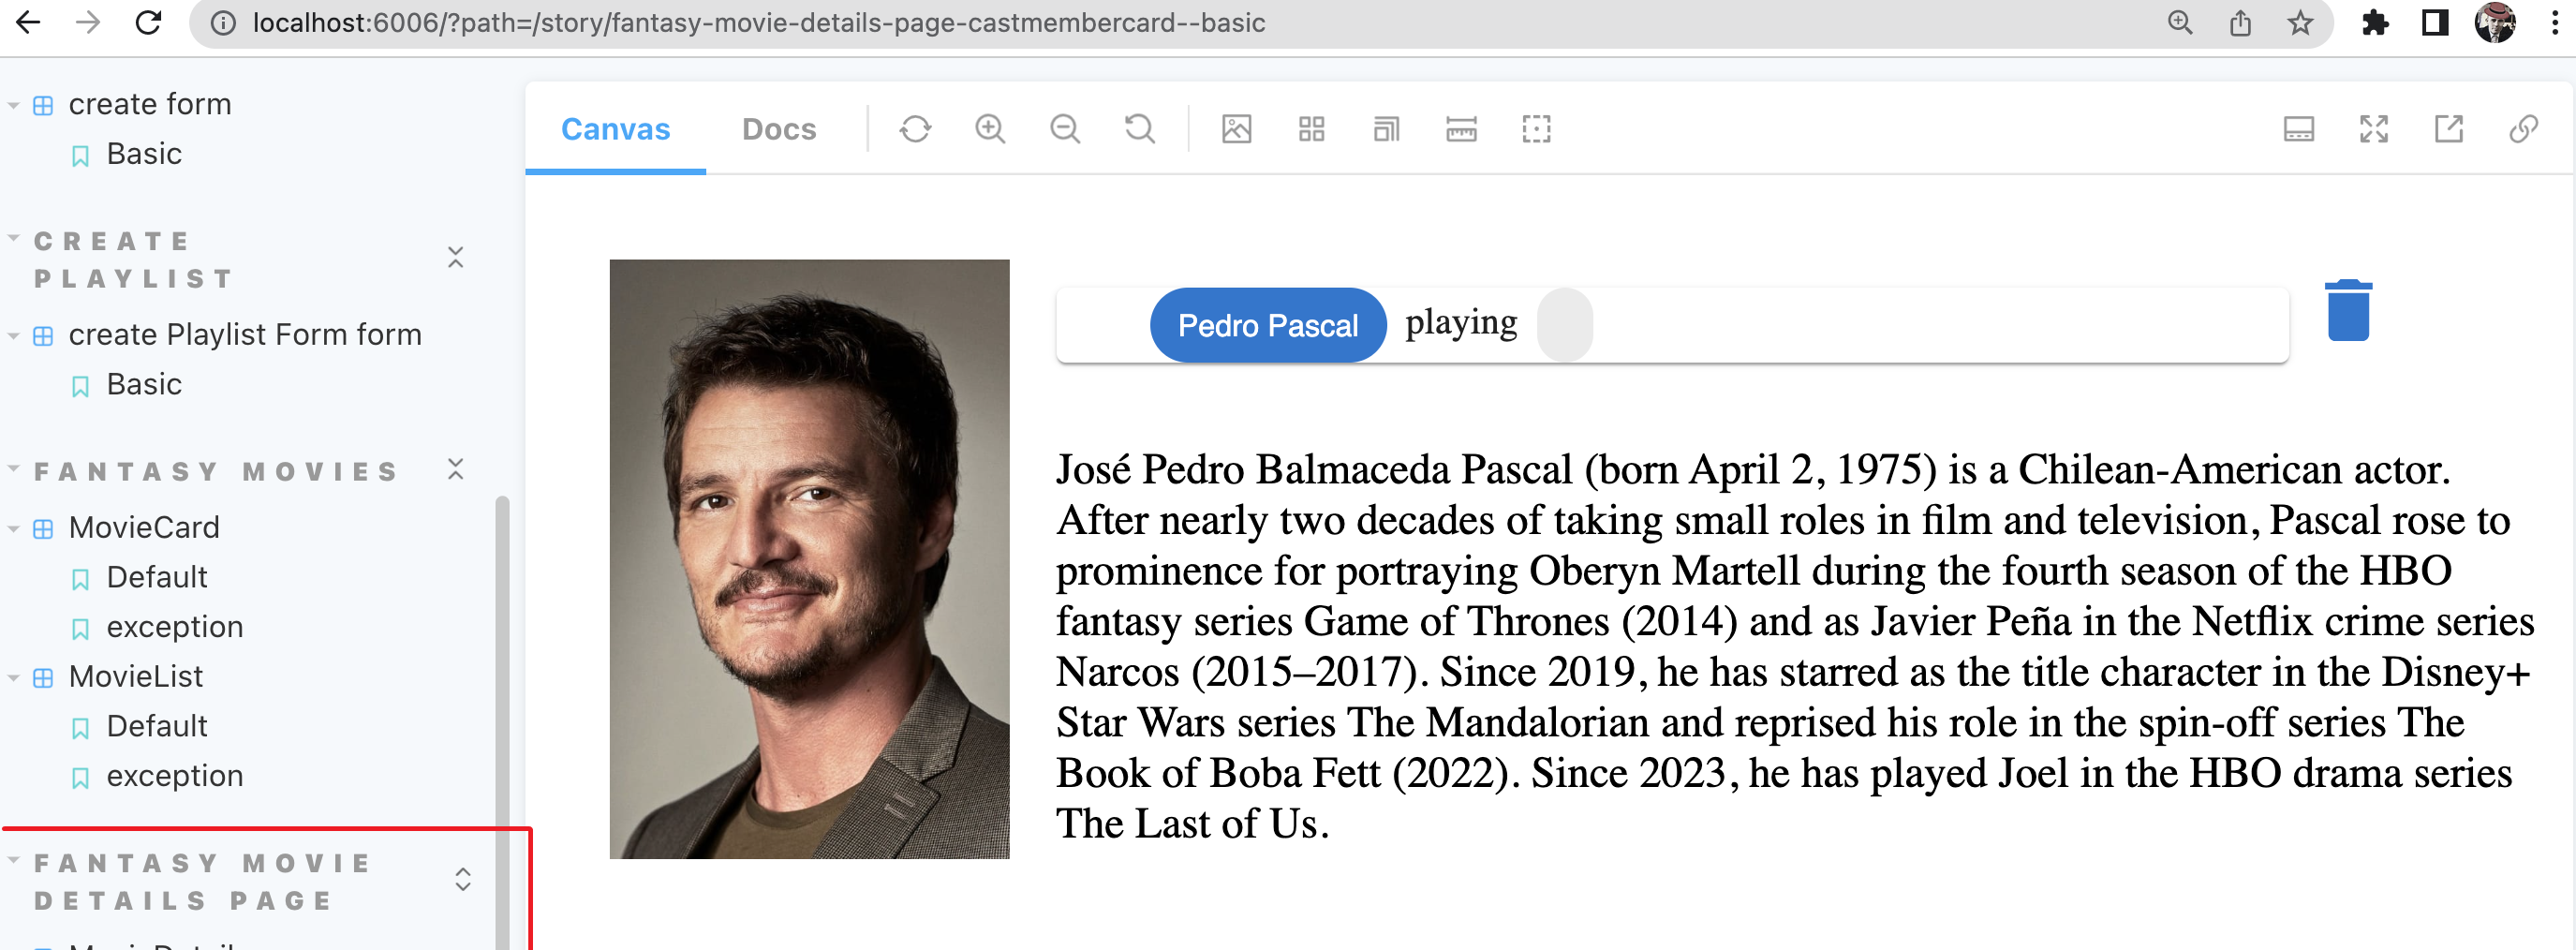 localhost:6006/?path=/story/fantasy-movie-details-page-castmembercard--basic
create form
Basic
CREATE
PLAYLIST
create Playlist Form form
Basic
FANTASY MOVIES
MovieCard
Default
exception
MovieList
Default
exception
FANTASY MOVIE
DETAILS PAGE
Canvas Docs
Pedro Pascal playing
José Pedro Balmaceda Pascal (born April 2, 1975) is a Chilean-American actor.
After nearly two decades of taking small roles in film and television, Pascal rose to
prominence for portraying Oberyn Martell during the fourth season of the HBO
fantasy series Game of Thrones (2014) and as Javier Peña in the Netflix crime series
Narcos (2015–2017). Since 2019, he has starred as the title character in the Disney+
Star Wars series The Mandalorian and reprised his role in the spin-off series The
Book of Boba Fett (2022). Since 2023, he has played Joel in the HBO drama series
The Last of Us.